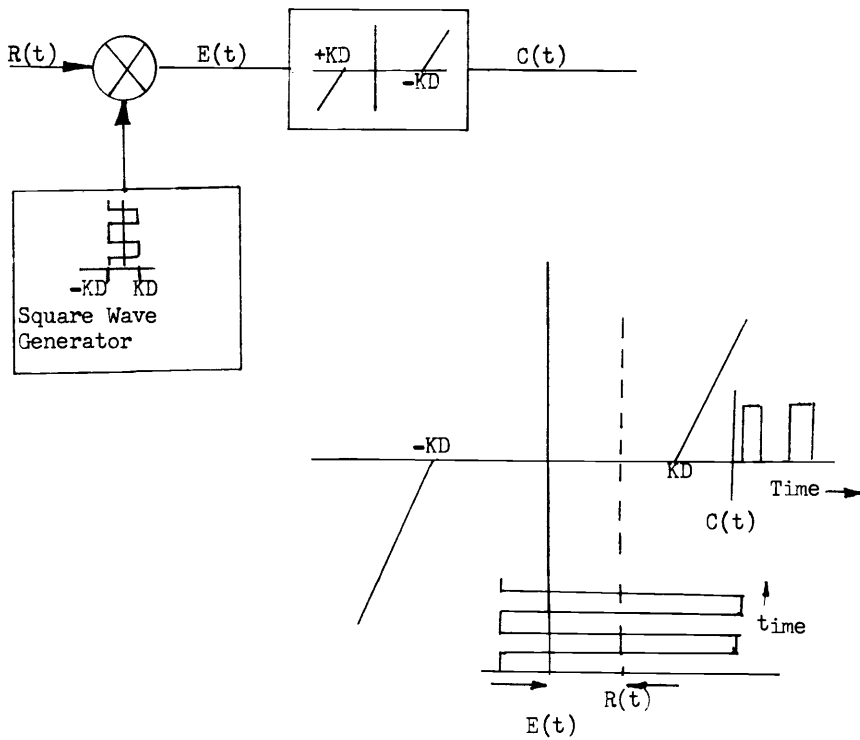 R(t)
E(t)
+KD
-KD
C(t)
-KD
KD
Square Wave
Generator
-KD
KD
Time
C(t)
time
R(t)
E(t)